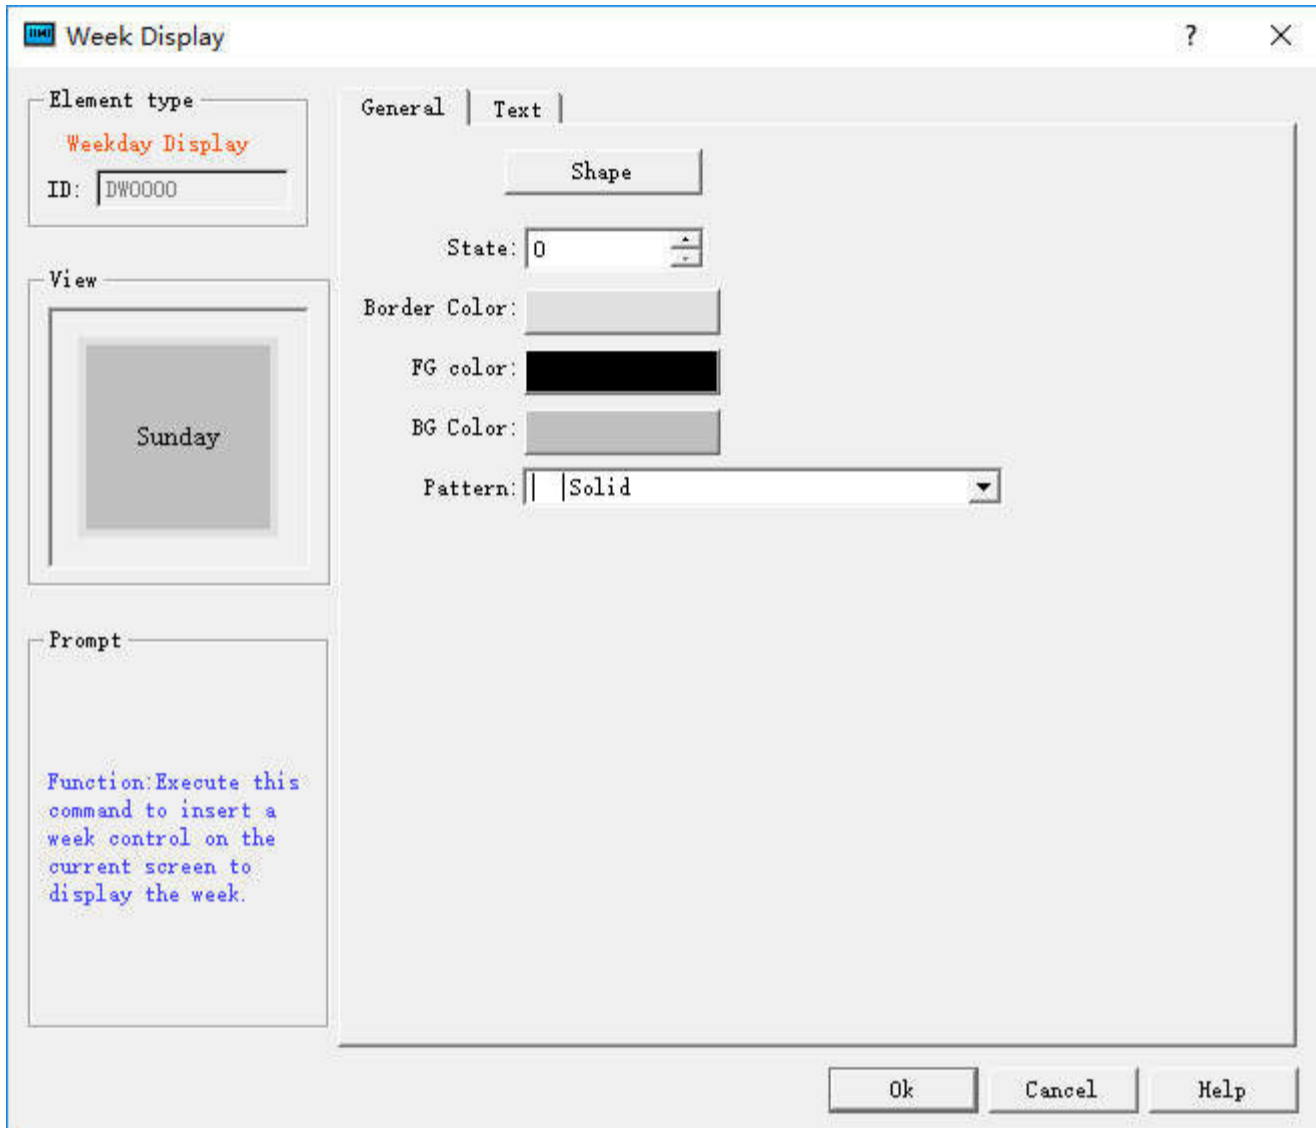 Week Display
?
Element type
Weekday Display
ID: DW0000
View
Sunday
Prompt
Function:Execute this
command to insert a
week control on the
current screen to
display the week.
General
Text
Shape
State: 0
Border Color:
FG color:
BG Color:
Pattern: Solid
Ok
Cancel
Help